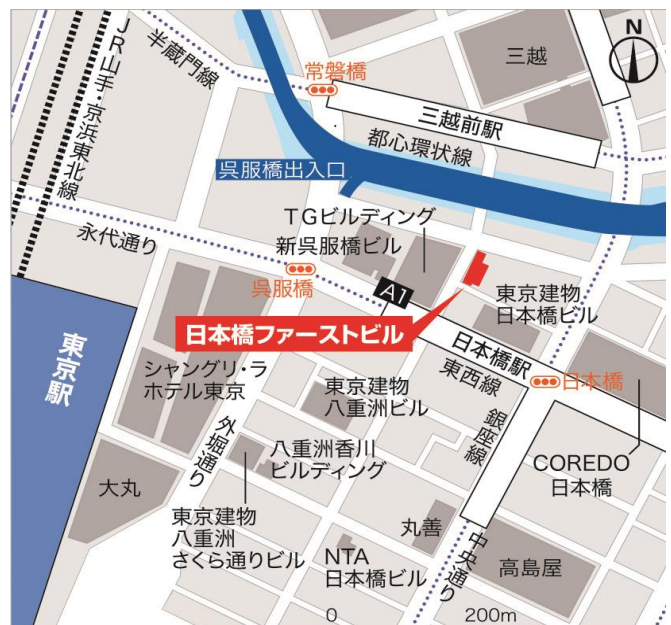 N
三越
常磐橋
半蔵門線
JR山手・京浜東北線
三越前駅
都心環状線
呉服橋出入口
TGビルディング
新呉服橋ビル
永代通り
呉服橋
A1
東京建物
日本橋ビル
日本橋ファーストビル
日本橋駅
東西線
日本橋
東京駅
シャングリ・ラ
ホテル東京
東京建物
八重洲ビル
銀座線
外堀通り
八重洲香川
ビルディング
COREDO
日本橋
大丸
東京建物
八重洲
さくら通りビル
丸善
NTA
日本橋ビル
中央通り
高島屋
0
200m